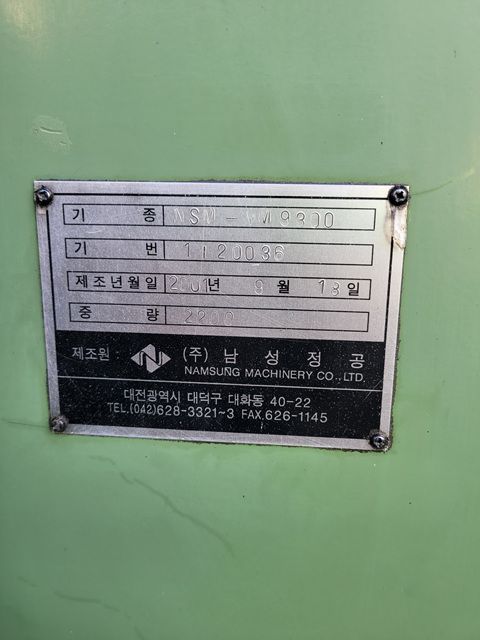 기 종 NSM-VM9300
기 번 1120036
제조년월일 2001년 9월 18일
중 량 2200
제조원 : N (주) 남성정공
NAMSUNG MACHINERY CO.,LTD.
대전광역시 대덕구 대화동 40-22
TEL.(042)628-3321~3 FAX.626-1145